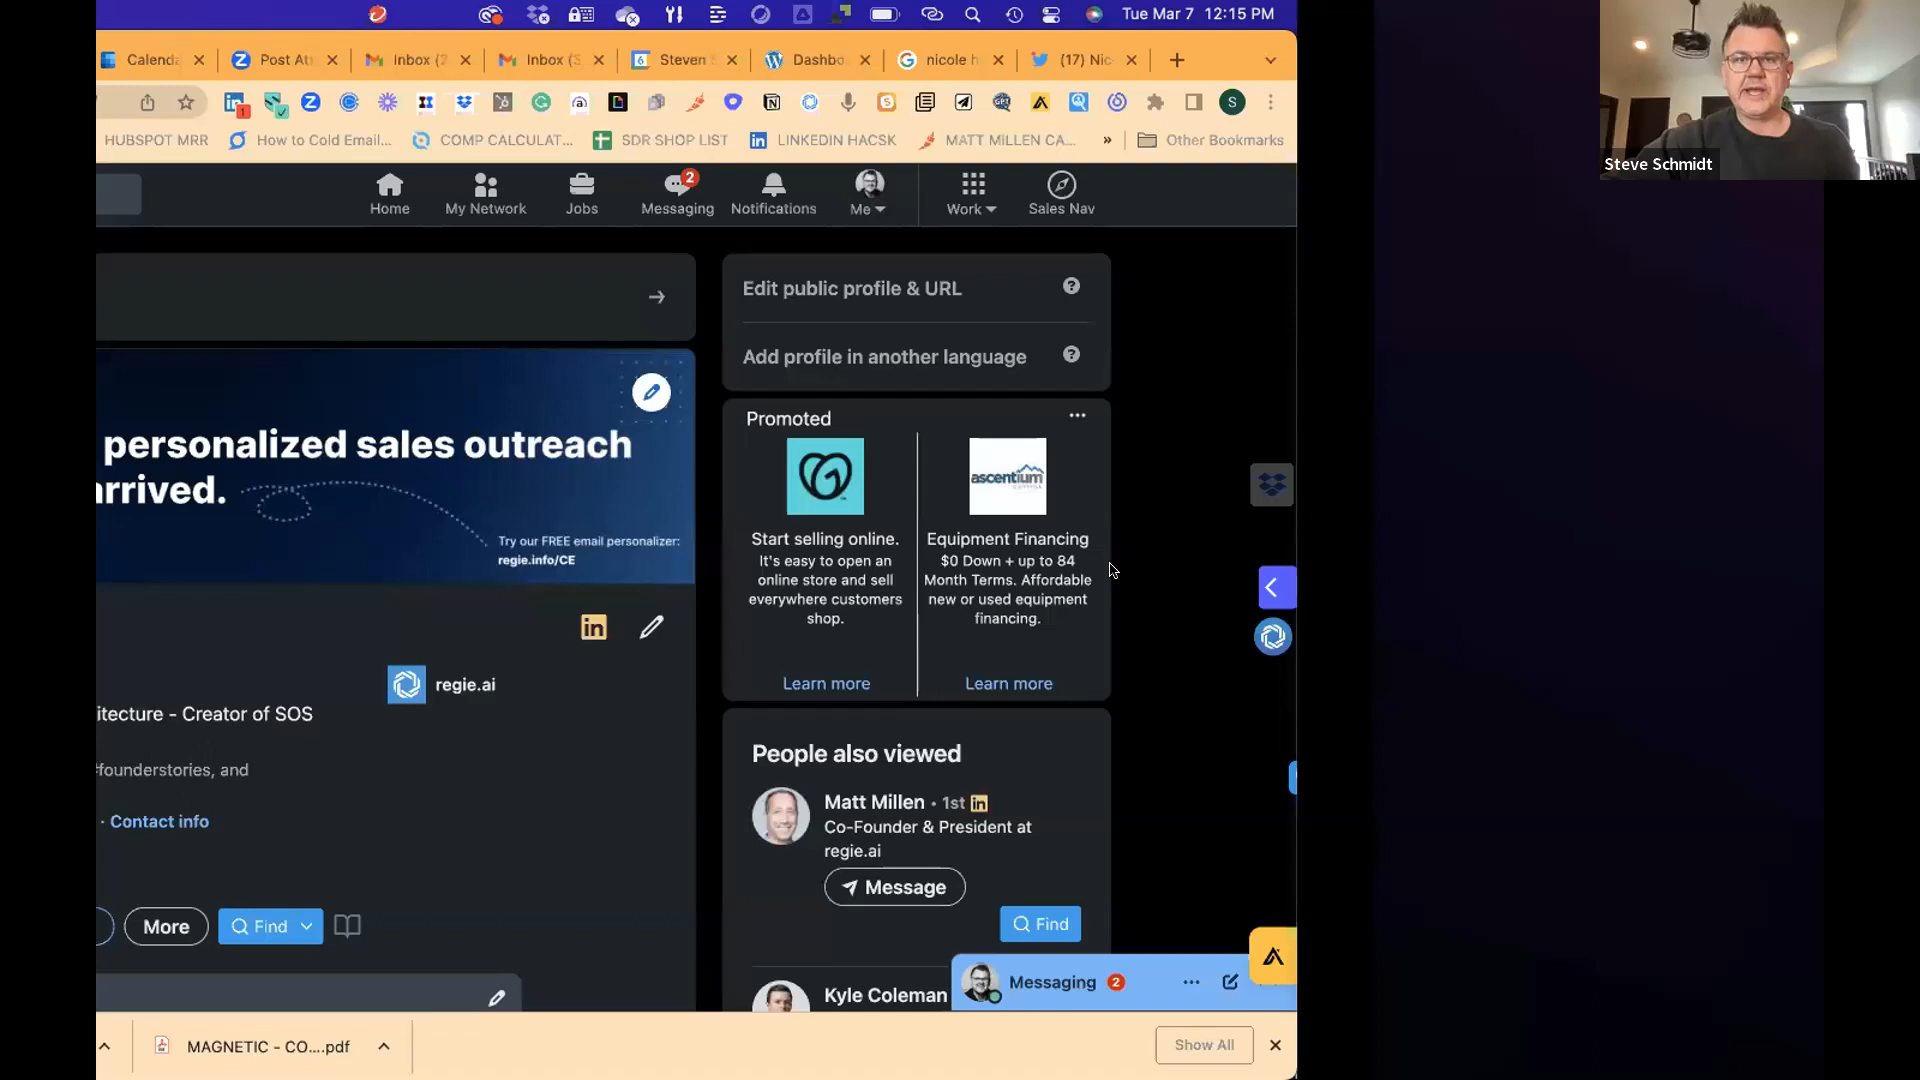 Tue Mar 7 12:15 PM
Calend
Post At
Inbox (2
Inbox (3
Steven
Dashbo
nicole h
(17) Nic
HUBSPOT MRR
How to Cold Email...
COMP CALCULAT...
SDR SHOP LIST
LINKEDIN HACSK
MATT MILLEN CA...
»
Other Bookmarks
Steve Schmidt
Home
My Network
Jobs
2
Messaging
Notifications
Me
Work
Sales Nav
Edit public profile & URL
Add profile in another language
personalized sales outreach
arrived.
Try our FREE email personalizer:
regie.info/CE
in
regie.ai
itecture - Creator of SOS
founderstories, and
· Contact info
More
Find
Promoted
Start selling online.
It's easy to open an
online store and sell
everywhere customers
shop.
Learn more
ascentium
CAPITAL
Equipment Financing
$0 Down + up to 84
Month Terms. Affordable
new or used equipment
financing.
Learn more
People also viewed
Matt Millen • 1st in
Co-Founder & President at
regie.ai
Message
Find
Kyle Coleman
Messaging 2
MAGNETIC - CO....pdf
Show All